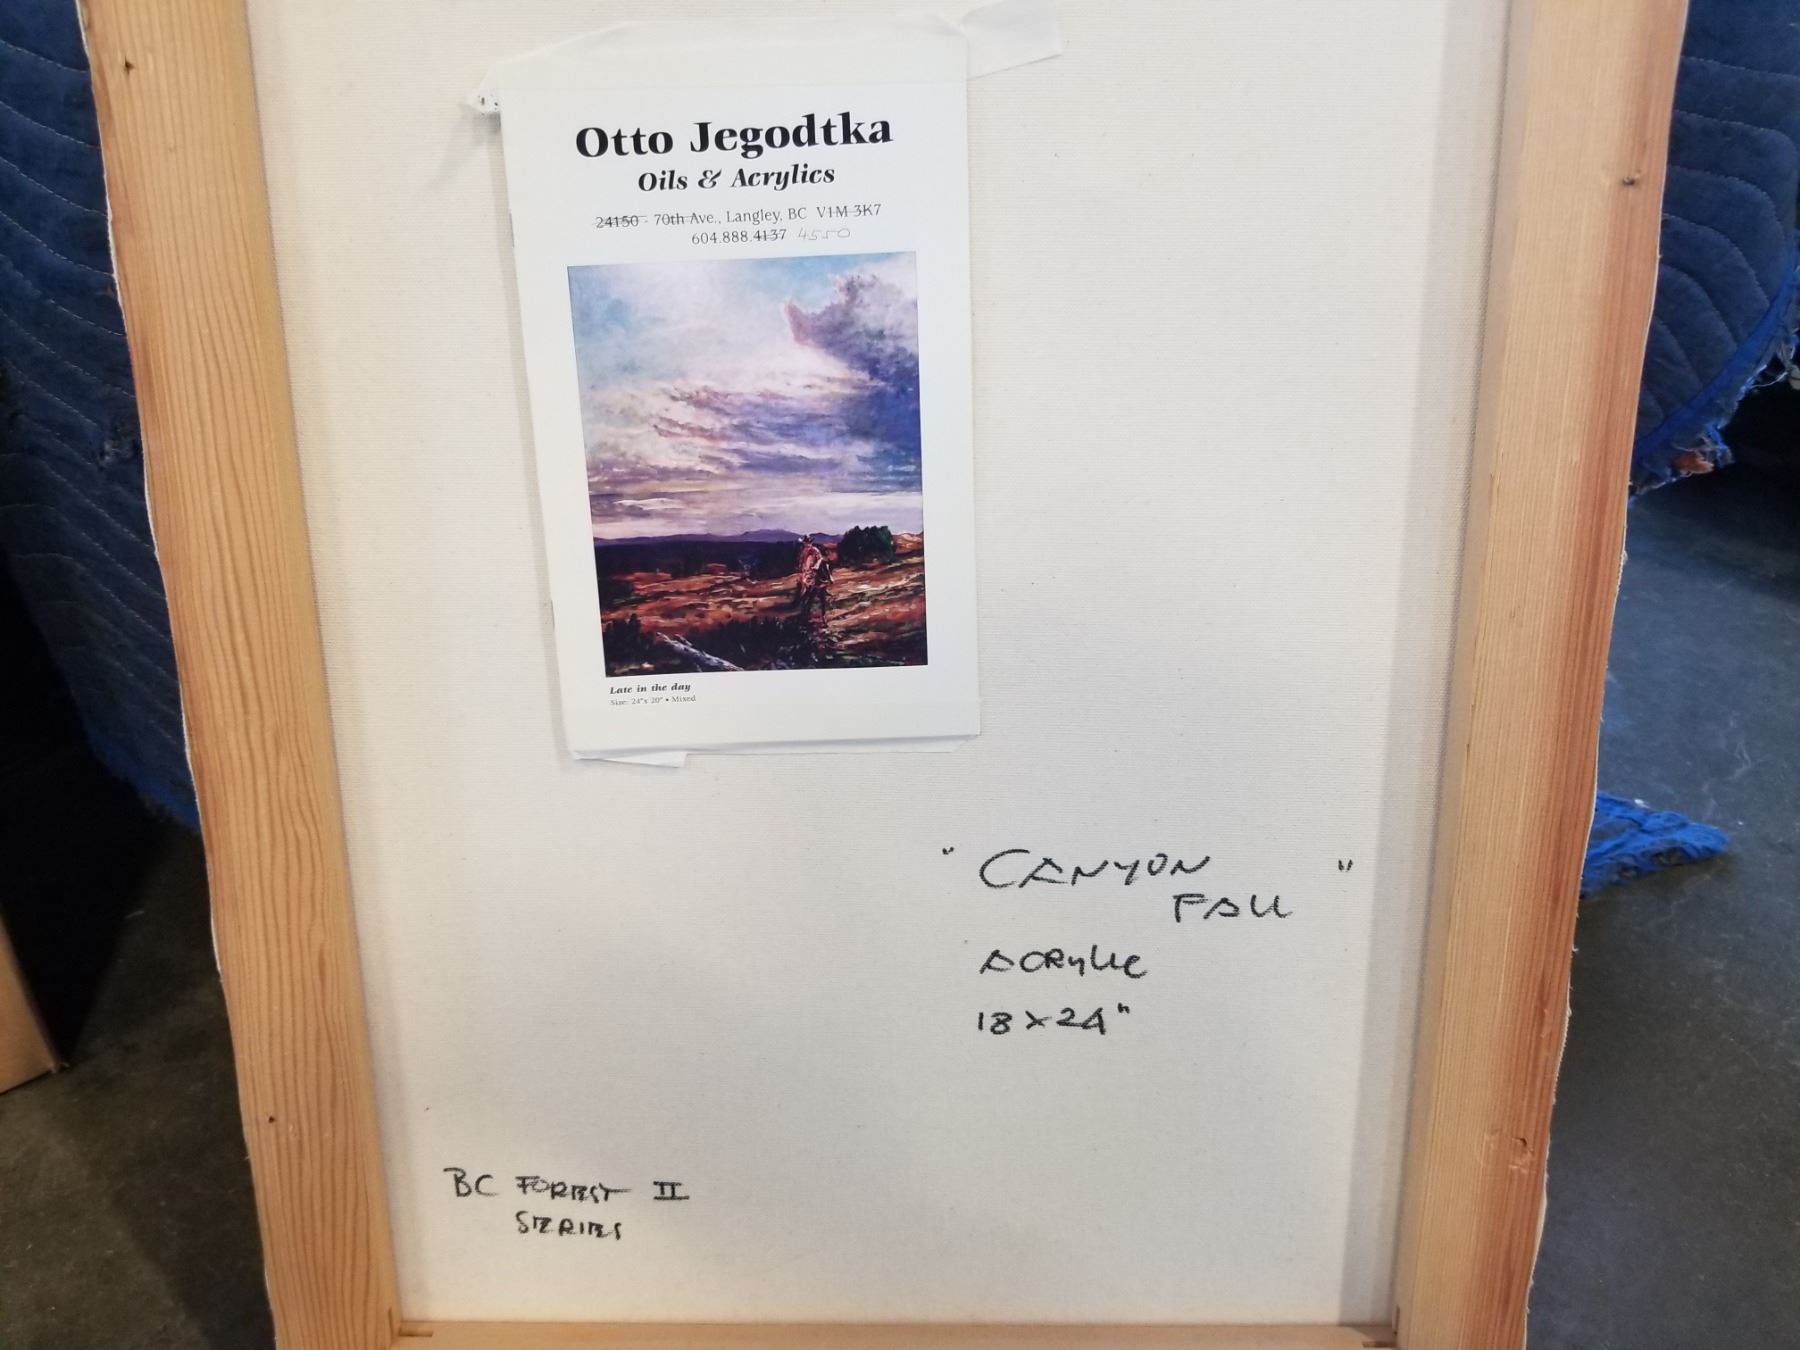 Otto Jegodtka
Oils & Acrylics
24150 - 70th Ave., Langley, BC V1M 3K7
604.888.4137 4550
Late in the day
Size: 24"x 20" • Mixed
" CANYON "
FALL
ACRYLIC
18 x 24"
BC FOREST II
SERIES